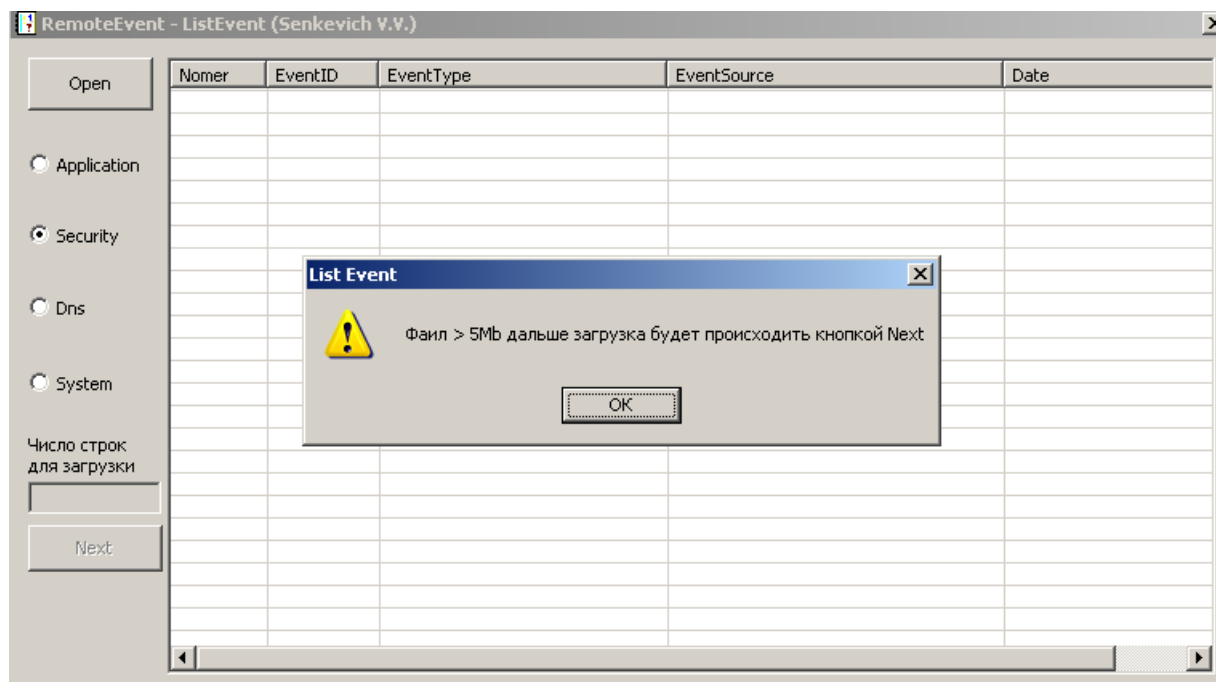 RemoteEvent - ListEvent (Senkevich V.V.)
Open
Nomer EventID EventType EventSource Date
Application
Security
Dns
System
Число строк
для загрузки
Next
List Event
Фаил > 5Mb дальше загрузка будет происходить кнопкой Next
OK